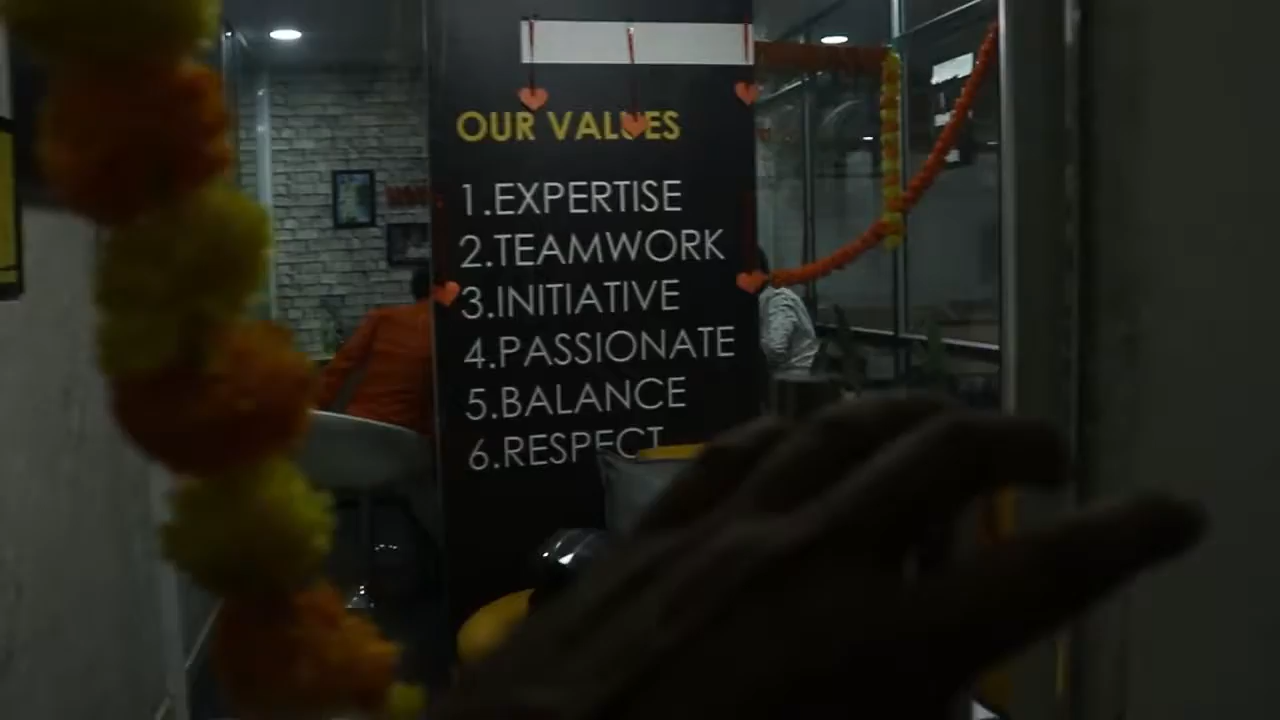 OUR VALUES
1.EXPERTISE
2.TEAMWORK
3.INITIATIVE
4.PASSIONATE
5.BALANCE
6.RESPECT